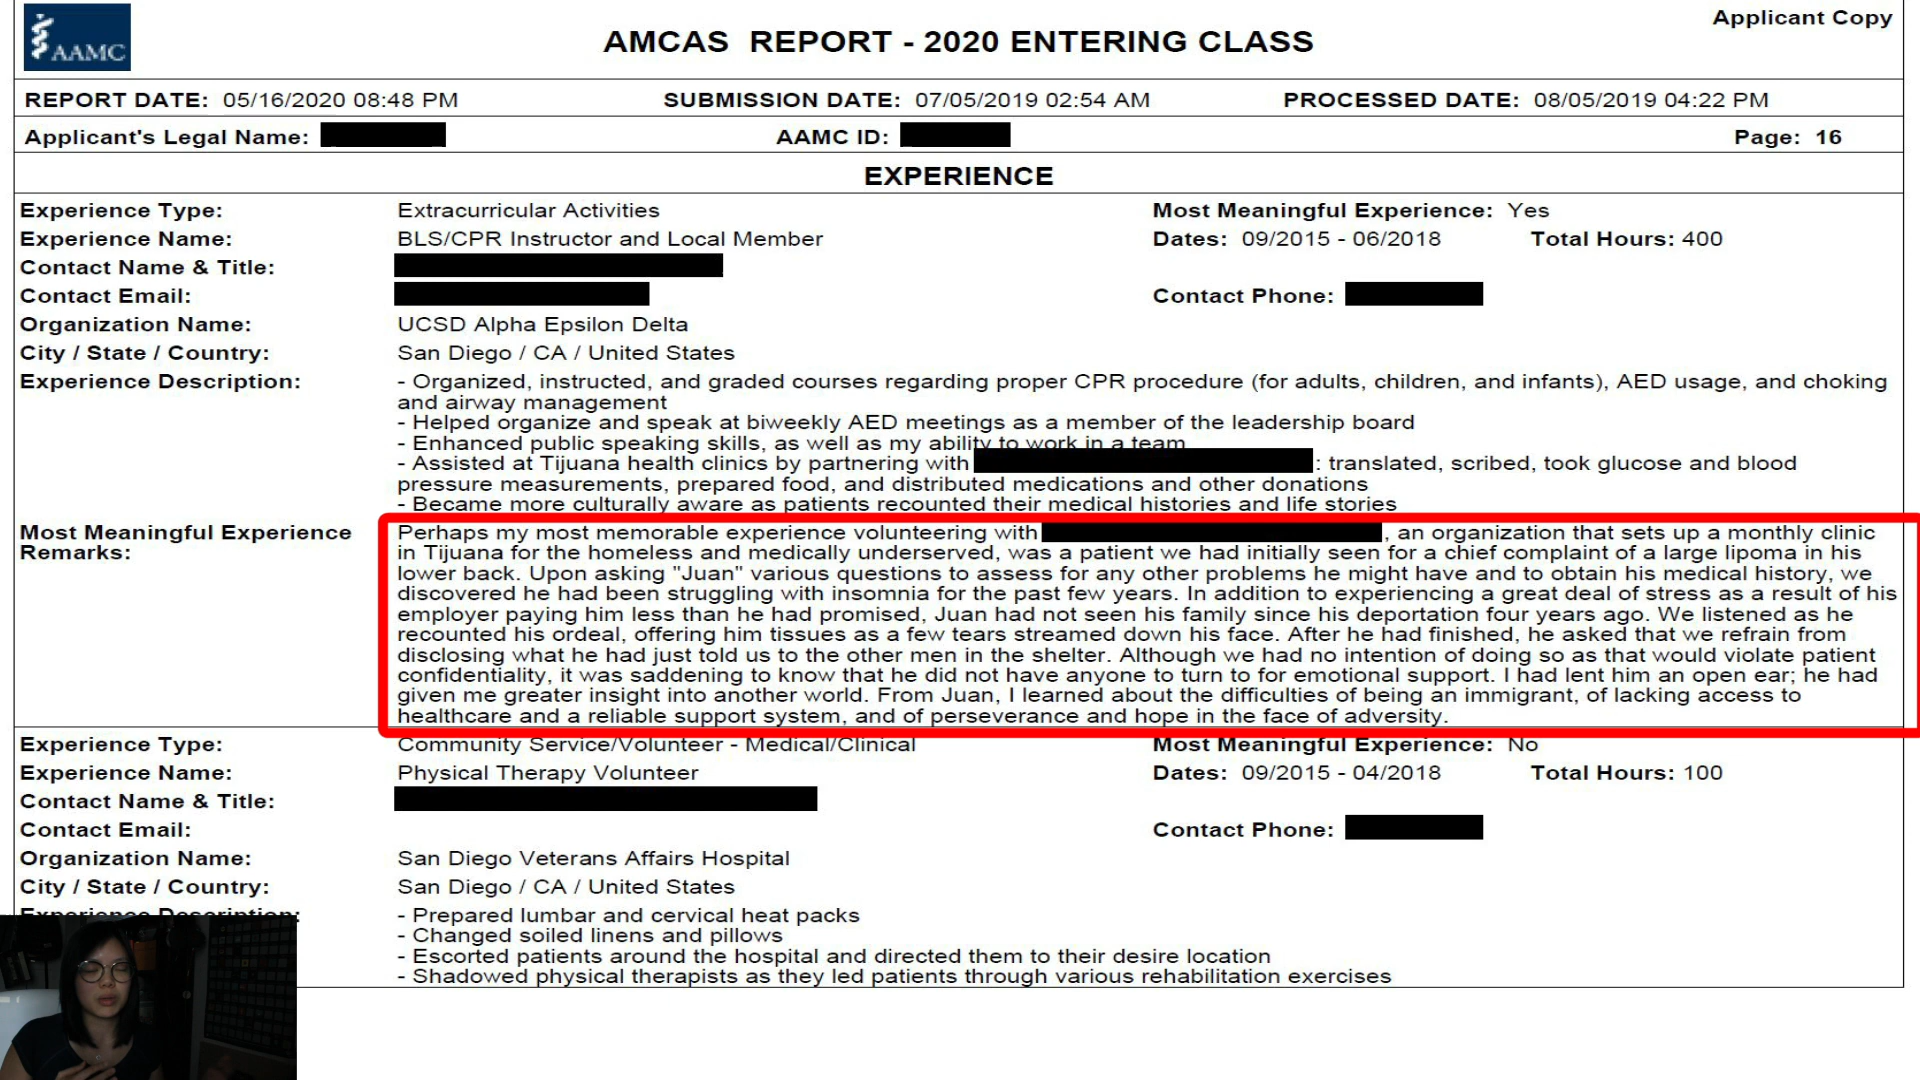 AAMC
Applicant Copy
AMCAS REPORT - 2020 ENTERING CLASS
REPORT DATE: 05/16/2020 08:48 PM SUBMISSION DATE: 07/05/2019 02:54 AM PROCESSED DATE: 08/05/2019 04:22 PM
Applicant's Legal Name: AAMC ID: Page: 16
EXPERIENCE
Experience Type: Extracurricular Activities Most Meaningful Experience: Yes
Experience Name: BLS/CPR Instructor and Local Member Dates: 09/2015 - 06/2018 Total Hours: 400
Contact Name & Title:
Contact Email: Contact Phone:
Organization Name: UCSD Alpha Epsilon Delta
City / State / Country: San Diego / CA / United States
Experience Description: - Organized, instructed, and graded courses regarding proper CPR procedure (for adults, children, and infants), AED usage, and choking
and airway management
- Helped organize and speak at biweekly AED meetings as a member of the leadership board
- Enhanced public speaking skills, as well as my ability to work in a team
- Assisted at Tijuana health clinics by partnering with : translated, scribed, took glucose and blood
pressure measurements, prepared food, and distributed medications and other donations
- Became more culturally aware as patients recounted their medical histories and life stories
Most Meaningful Experience Remarks: Perhaps my most memorable experience volunteering with , an organization that sets up a monthly clinic
in Tijuana for the homeless and medically underserved, was a patient we had initially seen for a chief complaint of a large lipoma in his
lower back. Upon asking "Juan" various questions to assess for any other problems he might have and to obtain his medical history, we
discovered he had been struggling with insomnia for the past few years. In addition to experiencing a great deal of stress as a result of his
employer paying him less than he had promised, Juan had not seen his family since his deportation four years ago. We listened as he
recounted his ordeal, offering him tissues as a few tears streamed down his face. After he had finished, he asked that we refrain from
disclosing what he had just told us to the other men in the shelter. Although we had no intention of doing so as that would violate patient
confidentiality, it was saddening to know that he did not have anyone to turn to for emotional support. I had lent him an open ear; he had
given me greater insight into another world. From Juan, I learned about the difficulties of being an immigrant, of lacking access to
healthcare and a reliable support system, and of perseverance and hope in the face of adversity.
Experience Type: Community Service/Volunteer - Medical/Clinical Most Meaningful Experience: No
Experience Name: Physical Therapy Volunteer Dates: 09/2015 - 04/2018 Total Hours: 100
Contact Name & Title:
Contact Email: Contact Phone:
Organization Name: San Diego Veterans Affairs Hospital
City / State / Country: San Diego / CA / United States
Experience Description: - Prepared lumbar and cervical heat packs
- Changed soiled linens and pillows
- Escorted patients around the hospital and directed them to their desire location
- Shadowed physical therapists as they led patients through various rehabilitation exercises